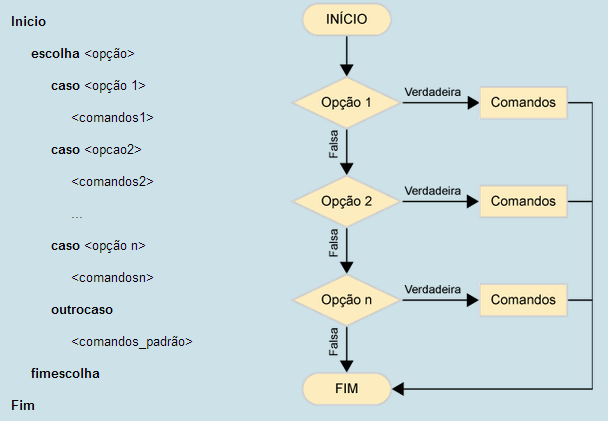 Inicio
escolha <opção>
caso <opção 1>
<comandos1>
caso <opcao2>
<comandos2>
...
caso <opção n>
<comandosn>
outrocaso
<comandos_padrão>
fimescolha
Fim
INÍCIO
Opção 1
Verdadeira
Comandos
Falsa
Opção 2
Verdadeira
Comandos
Falsa
Opção n
Verdadeira
Comandos
Falsa
FIM